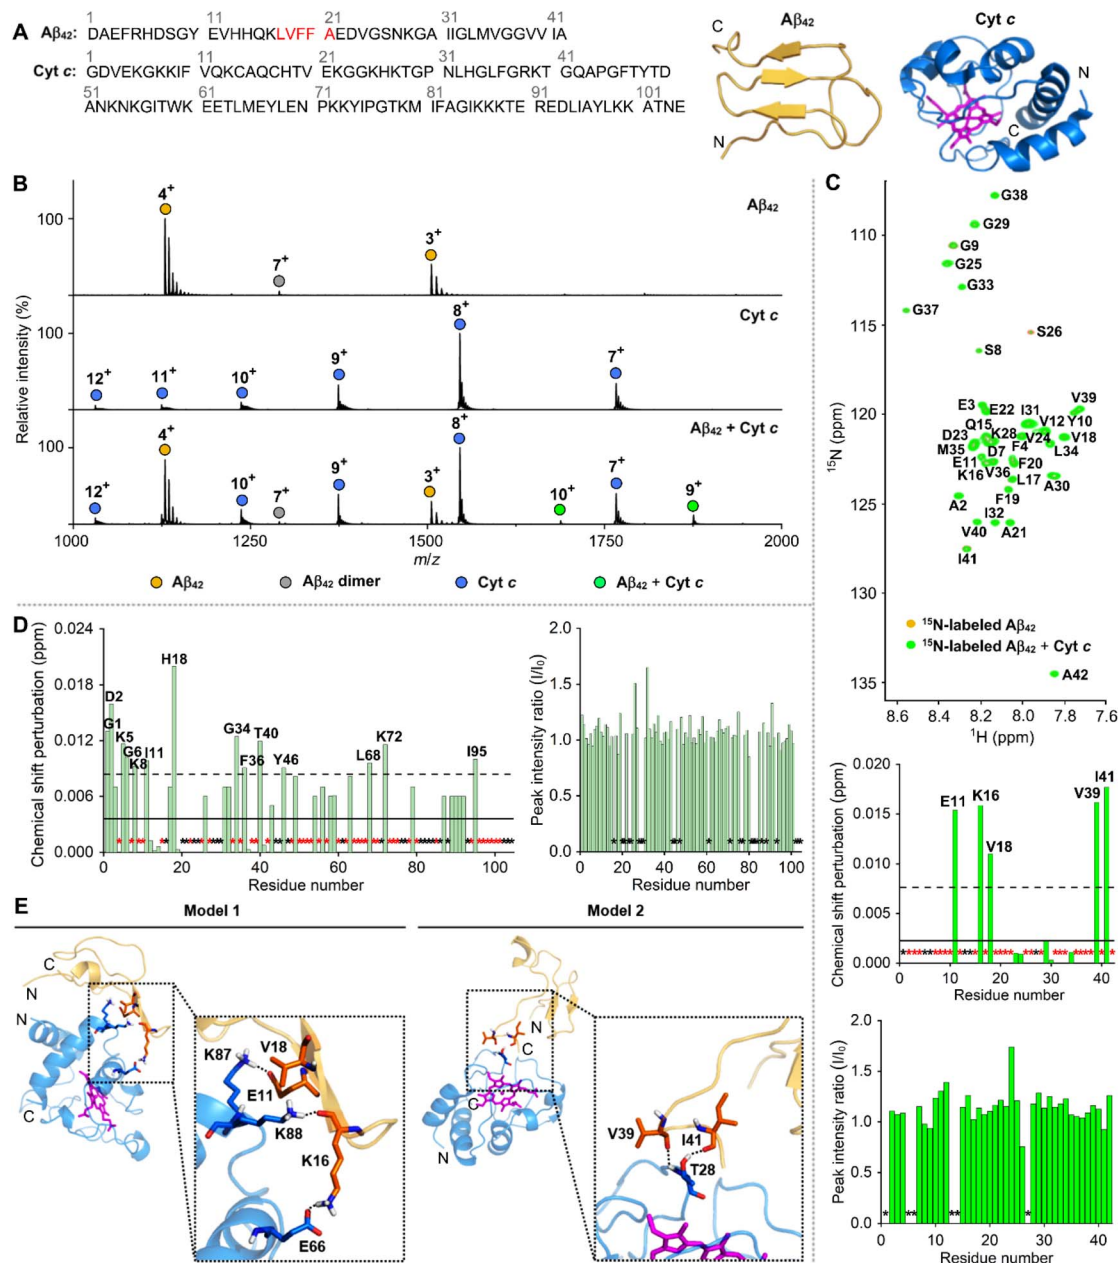 A
1 11 21 31 41
Aβ₄₂: DAEFRHDSGY EVHHQKLVFF AEDVGSNKGA IIGLMVGGVV IA
1 11 21 31 41
Cyt c: GDVEKGKKIF VQKCAQCHTV EKGGKHKTGP NLHGLFGRKT GQAPGFTYTD
51 61 71 81 91 101
ANKNKGITWK EETLMEYLEN PKKYIPGTKM IFAGIKKKTE REDLIAYLKK ATNE
Aβ₄₂
C
N
Cyt c
N
C
B
Relative intensity (%)
100
4⁺
7⁺
3⁺
Aβ₄₂
100
12⁺
11⁺
10⁺
9⁺
8⁺
7⁺
Cyt c
100
12⁺
4⁺
10⁺
7⁺
9⁺
3⁺
8⁺
10⁺
7⁺
9⁺
Aβ₄₂ + Cyt c
1000 1250 1500 1750 2000
m/z
Aβ₄₂
Aβ₄₂ dimer
Cyt c
Aβ₄₂ + Cyt c
C
¹⁵N (ppm)
110
115
120
125
130
135
G38
G29
G9
G25
G33
G37
S26
S8
E3
E22
I31
V39
Q15
K28
V12
Y10
D23
V24
V18
M35
D7
F4
L34
E11
V36
F20
K16
L17
A30
F19
A2
I32
V40
A21
I41
¹⁵N-labeled Aβ₄₂
¹⁵N-labeled Aβ₄₂ + Cyt c
A42
8.6 8.4 8.2 8.0 7.8 7.6
¹H (ppm)
Chemical shift perturbation (ppm)
0.020
0.015
0.010
0.005
0.000
E11
K16
V18
V39
I41
0 10 20 30 40
Residue number
Peak intensity ratio (I/I₀)
2.0
1.5
1.0
0.5
0.0
0 10 20 30 40
Residue number
D
Chemical shift perturbation (ppm)
0.024
0.018
0.012
0.006
0.000
H18
D2
G1
K5
G6
K8
I11
G34
F36
T40
Y46
L68
K72
I95
0 20 40 60 80 100
Residue number
Peak intensity ratio (I/I₀)
2.0
1.5
1.0
0.5
0.0
0 20 40 60 80 100
Residue number
E
Model 1
C
N
N
C
K87
V18
E11
K88
K16
E66
Model 2
N
C
C
N
V39
I41
T28